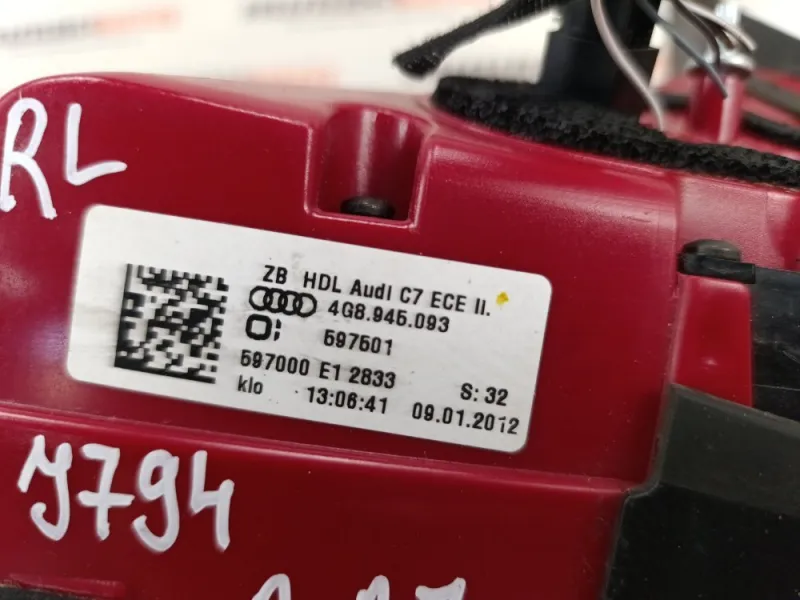 RL
ZB HDL Audi C7 ECE II.
4G8.945.093
597501
597000 E1 2833
S: 32
klo 13:06:41 09.01.2012
J794